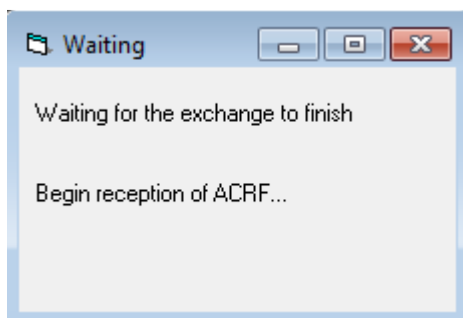 Waiting
Waiting for the exchange to finish
Begin reception of ACRF...